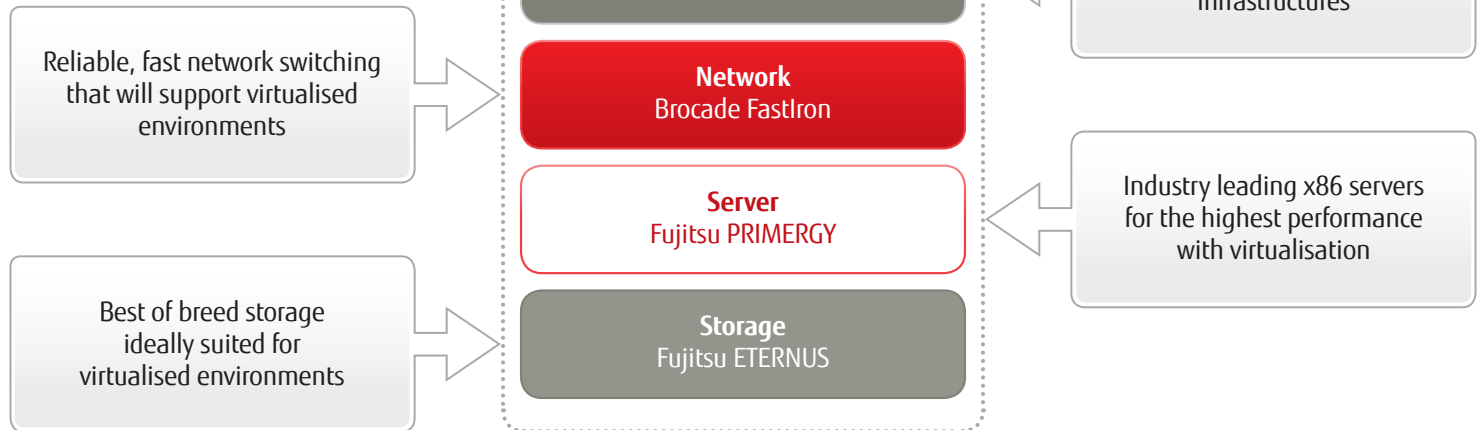 infrastructures
Reliable, fast network switching
that will support virtualised
environments
Network
Brocade FastIron
Server
Fujitsu PRIMERGY
Industry leading x86 servers
for the highest performance
with virtualisation
Best of breed storage
ideally suited for
virtualised environments
Storage
Fujitsu ETERNUS